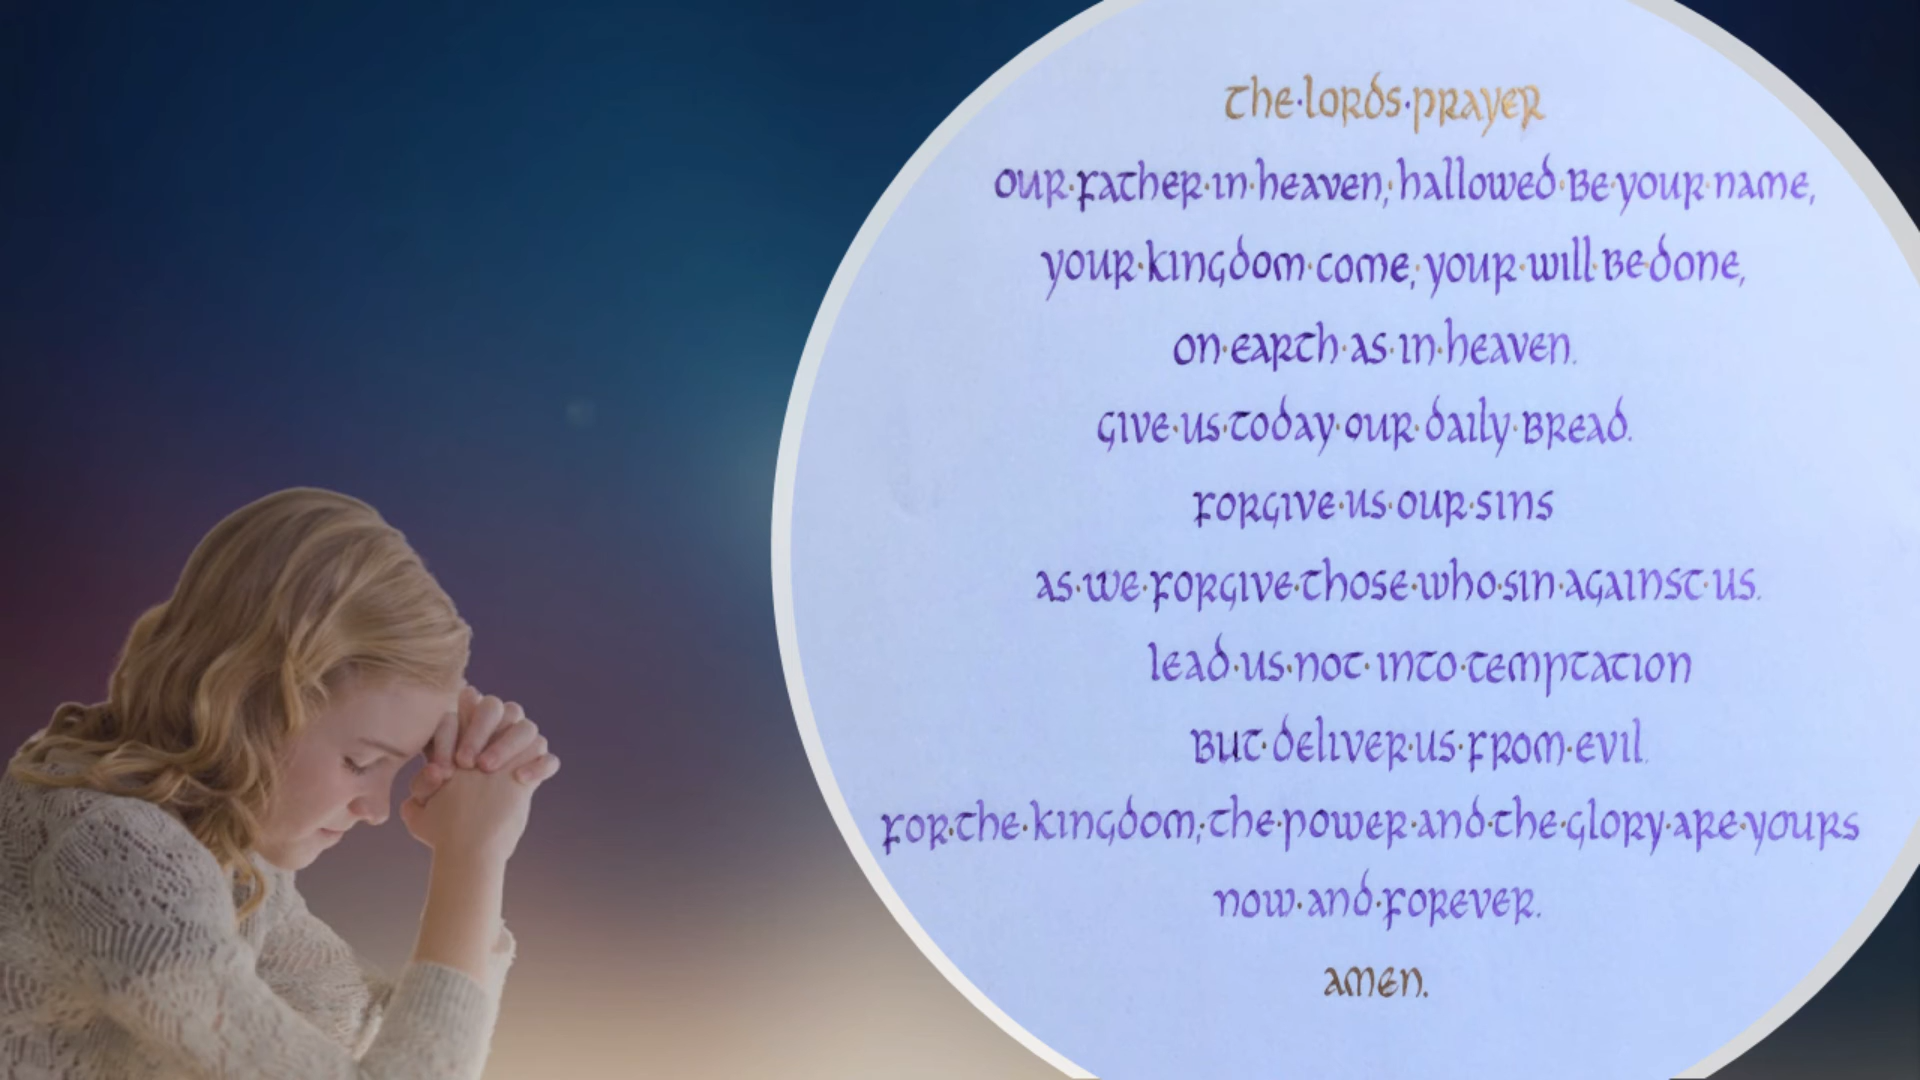 the·lords·prayer
our·father·in·heaven,·hallowed·be·your·name,
your·kingdom·come,·your·will·be·done,
on·earth·as·in·heaven.
give·us·today·our·daily·bread.
forgive·us·our·sins
as·we·forgive·those·who·sin·against·us.
lead·us·not·into·temptation
but·deliver·us·from·evil.
for·the·kingdom,·the·power·and·the·glory·are·yours
now·and·forever.
amen.